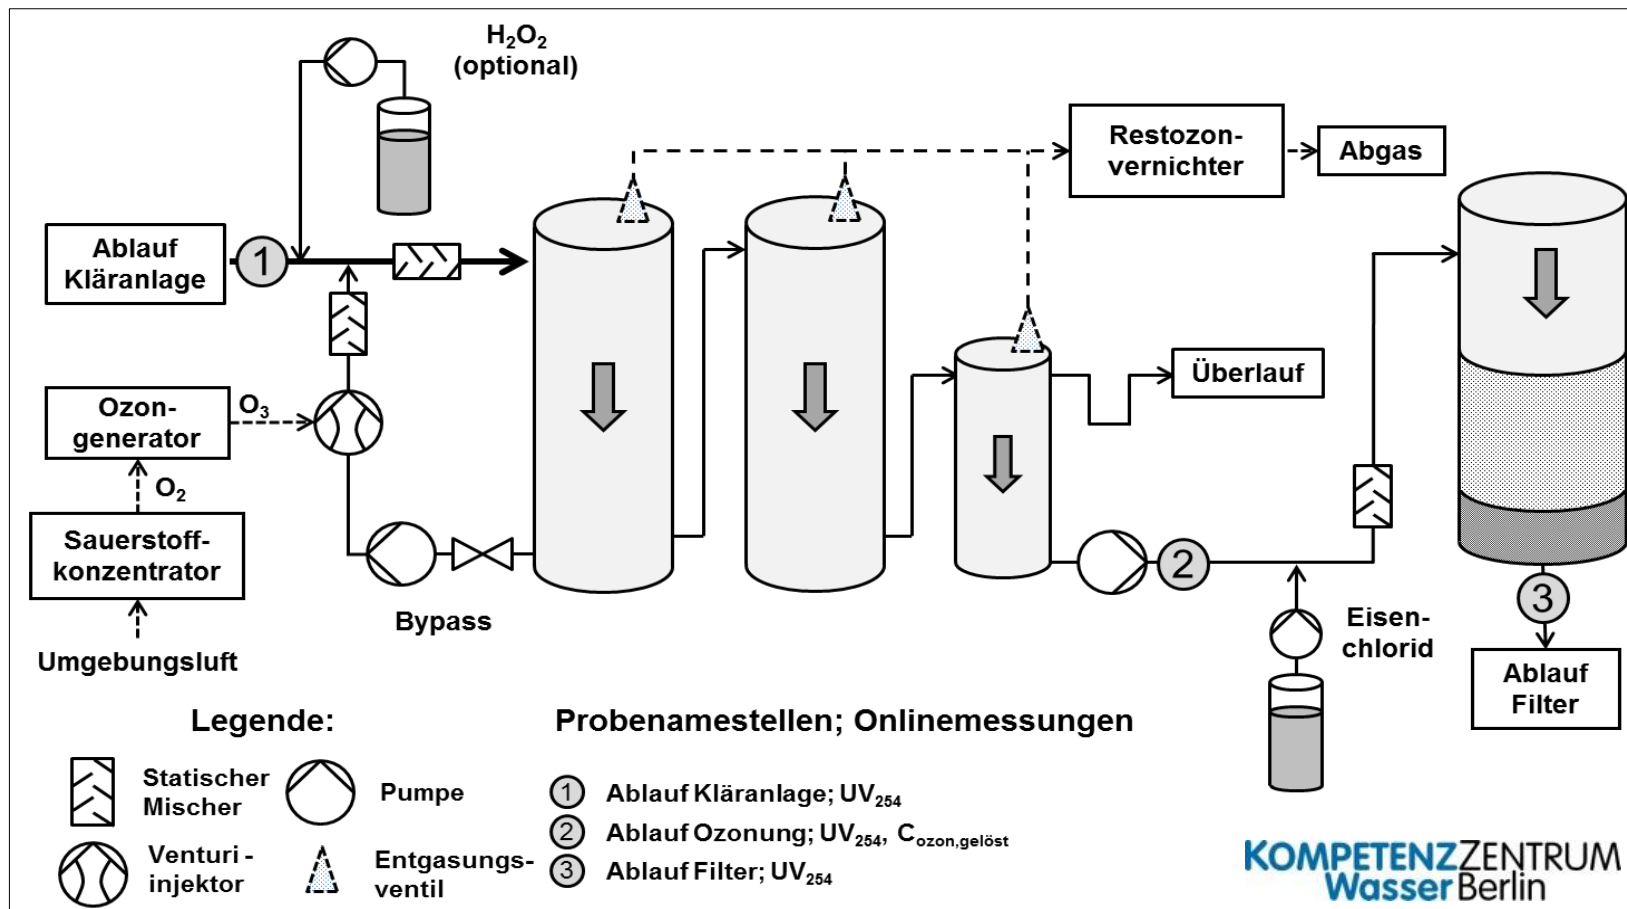 H₂O₂
(optional)
Restozon-
vernichter
Abgas
Ablauf
Kläranlage
1
Ozon-
generator
O₃
Überlauf
O₂
Sauerstoff-
konzentrator
2
3
Bypass
Eisen-
chlorid
Umgebungsluft
Ablauf
Filter
Legende:
Probenamestellen; Onlinemessungen
Statischer
Mischer
Pumpe
Venturi-
injektor
Entgasungs-
ventil
1 Ablauf Kläranlage; UV₂₅₄
2 Ablauf Ozonung; UV₂₅₄, Cozon,gelöst
3 Ablauf Filter; UV₂₅₄
KOMPETENZZENTRUM
Wasser Berlin